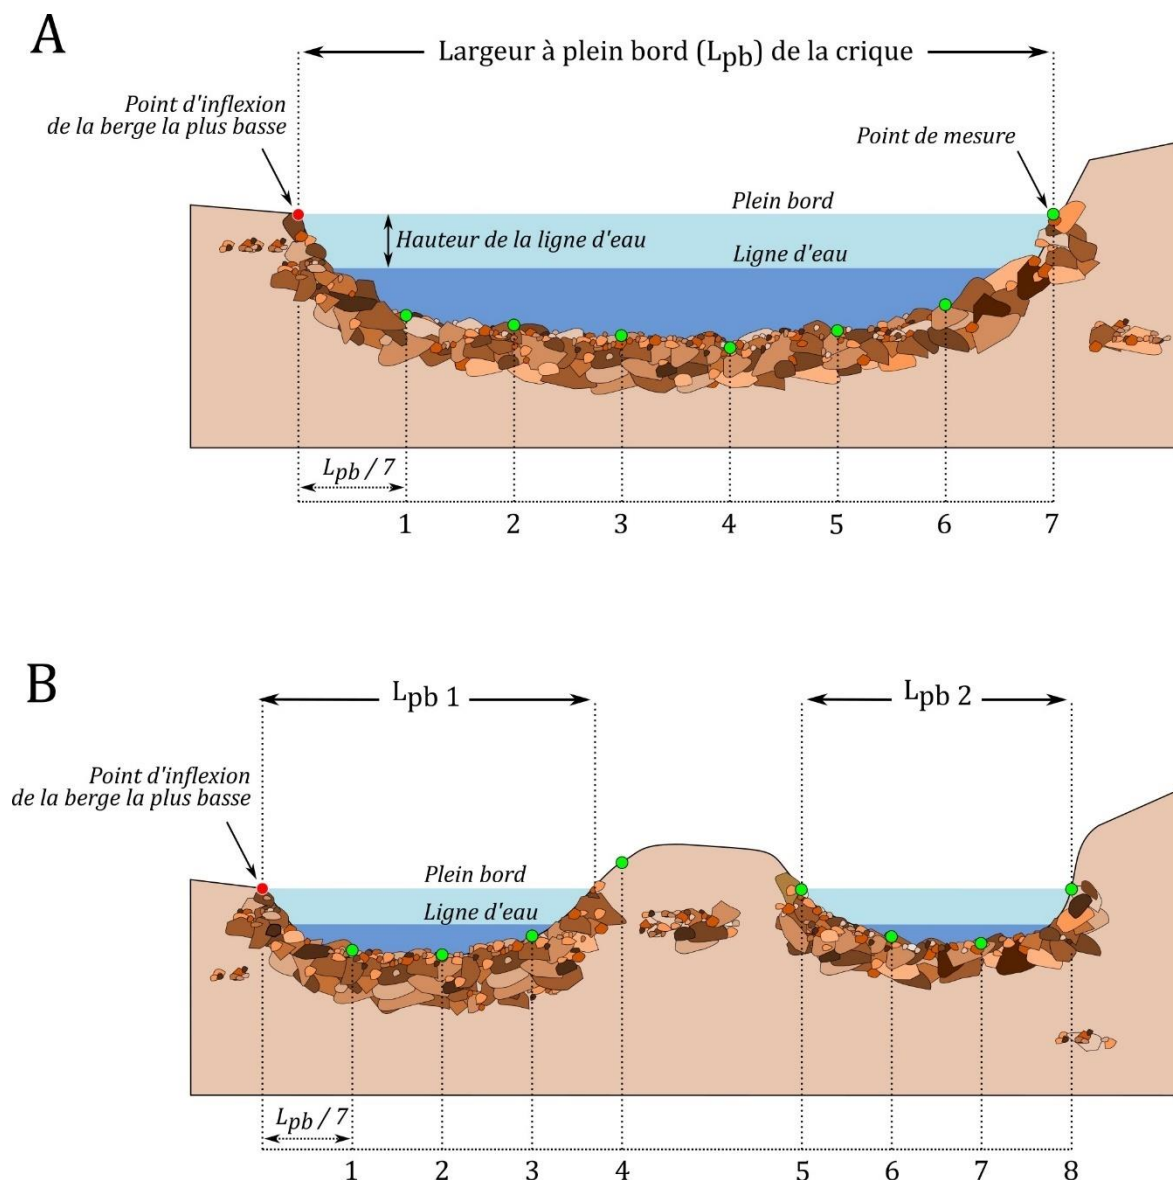 A
Largeur à plein bord (Lpb) de la crique
Point d'inflexion
de la berge la plus basse
Point de mesure
Plein bord
Hauteur de la ligne d'eau
Ligne d'eau
Lpb / 7
1 2 3 4 5 6 7
B
Lpb 1 Lpb 2
Point d'inflexion
de la berge la plus basse
Plein bord
Ligne d'eau
Lpb / 7
1 2 3 4 5 6 7 8